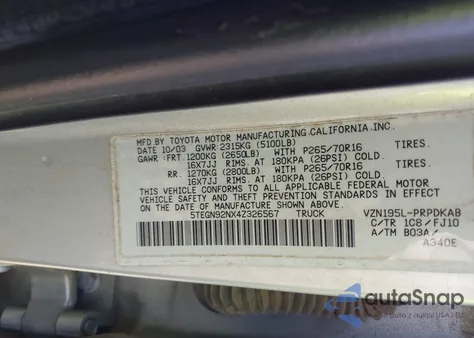 MFD. BY TOYOTA MOTOR MANUFACTURING.CALIFORNIA.INC.
DATE 10/03 GVWR 2315KG (5100LB)
GAWR : FRT. 1200KG (2650LB) WITH P265/70R16 TIRES.
16X7JJ RIMS. AT 180KPA (26PSI) COLD.
RR. 1270KG (2800LB) WITH P265/70R16 TIRES.
16X7JJ RIMS. AT 180KPA (26PSI) COLD.
THIS VEHICLE CONFORMS TO ALL APPLICABLE FEDERAL MOTOR
VEHICLE SAFETY AND THEFT PREVENTION STANDARDS IN EFFECT
ON THE DATE OF MANUFACTURE SHOWN ABOVE.
5TEGN92NX4Z326567 TRUCK
VZN195L-PRPDKAB
C/TR 1C8 / FJ10
A/TM B03A /
A340E
autoSnap